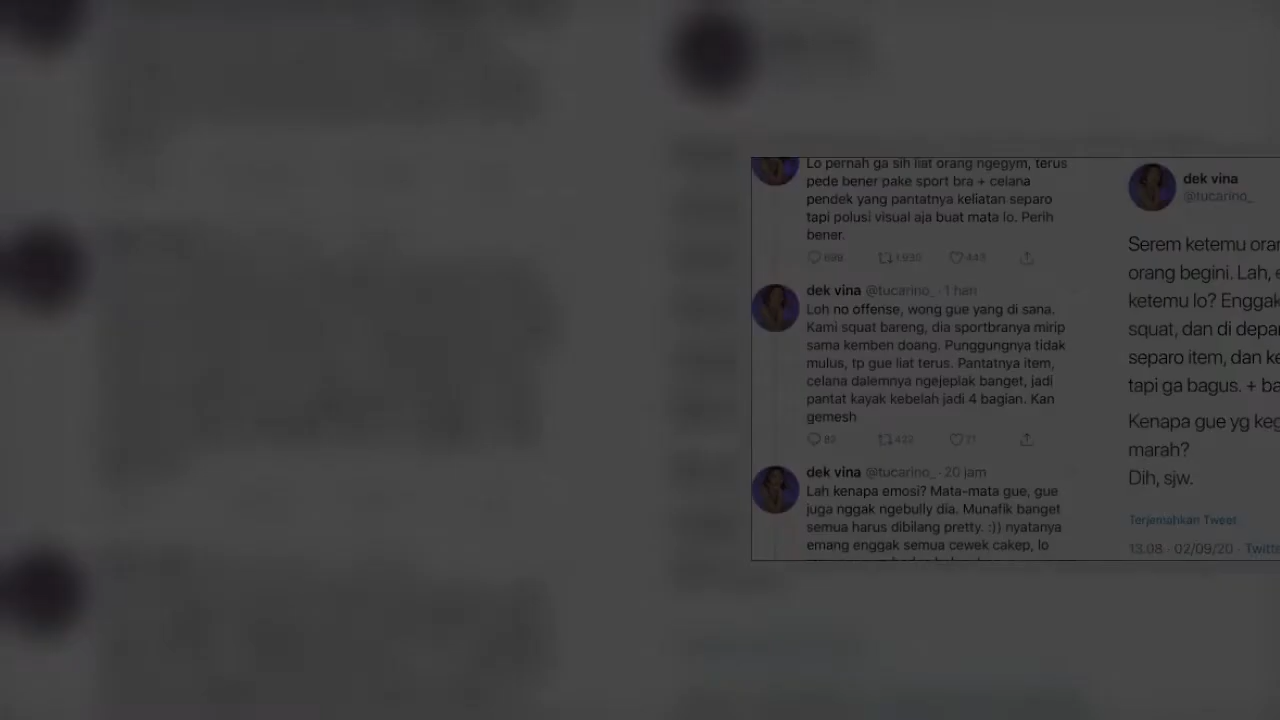 Lo pernah ga sih liat orang ngegym, terus
pede bener pake sport bra + celana
pendek yang pantatnya keliatan separo
tapi polusi visual aja buat mata lo. Perih
bener.
699 1.935 443
dek vina @tucarino_ · 1 hari
Loh no offense, wong gue yang di sana.
Kami squat bareng, dia sportbranya mirip
sama kemben doang. Punggungnya tidak
mulus, tp gue liat terus. Pantatnya item,
celana dalemnya ngejeplak banget, jadi
pantat kayak kebelah jadi 4 bagian. Kan
gemesh
82 422 71
dek vina @tucarino_ · 20 jam
Lah kenapa emosi? Mata-mata gue, gue
juga nggak ngebully dia. Munafik banget
semua harus dibilang pretty. :)) nyatanya
emang enggak semua cewek cakep, lo
dek vina
@tucarino_
Serem ketemu oran
orang begini. Lah, e
ketemu lo? Enggak
squat, dan di depan
separo item, dan ke
tapi ga bagus. + ba
Kenapa gue yg keg
marah?
Dih, sjw.
Terjemahkan Tweet
13.08 · 02/09/20 · Twitt